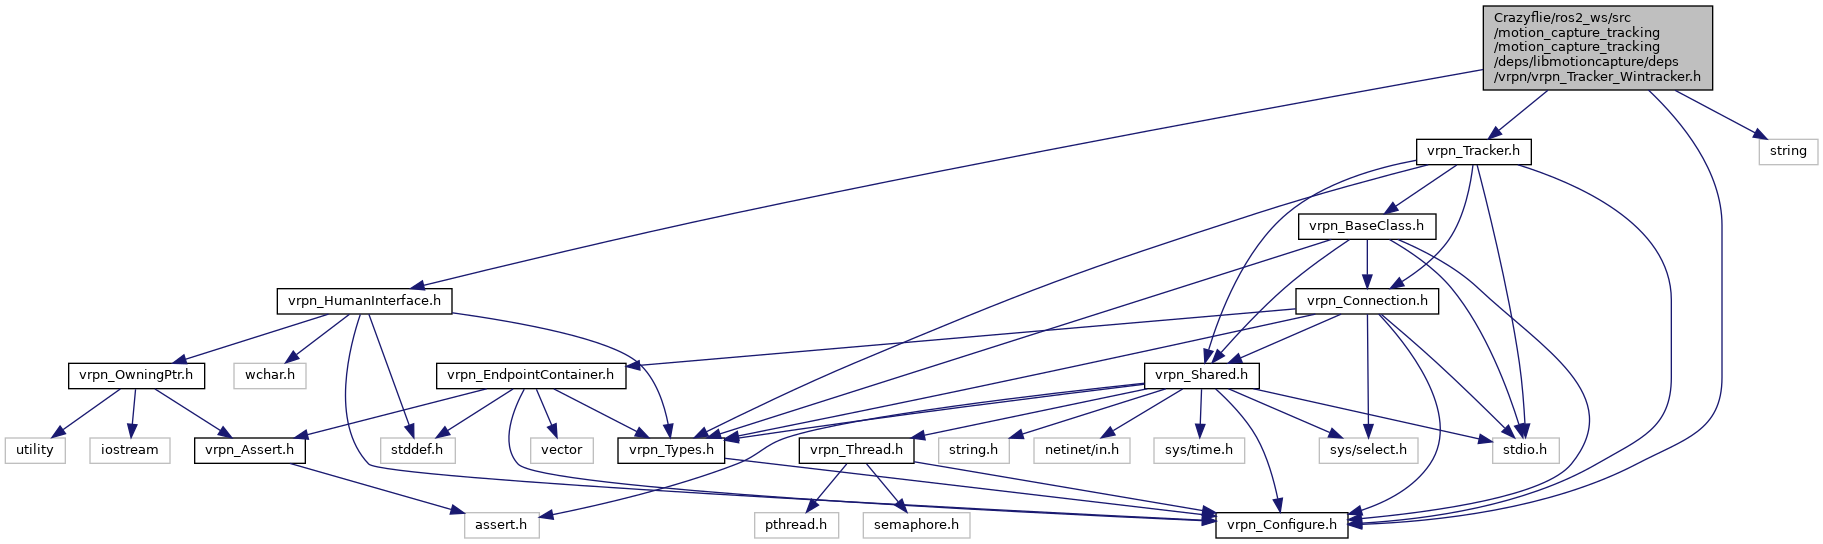 Crazyflie/ros2_ws/src
/motion_capture_tracking
/motion_capture_tracking
/deps/libmotioncapture/deps
/vrpn/vrpn_Tracker_Wintracker.h
vrpn_Tracker.h
string
vrpn_BaseClass.h
vrpn_HumanInterface.h
vrpn_Connection.h
vrpn_OwningPtr.h
wchar.h
vrpn_EndpointContainer.h
vrpn_Shared.h
utility
iostream
vrpn_Assert.h
stddef.h
vector
vrpn_Types.h
vrpn_Thread.h
string.h
netinet/in.h
sys/time.h
sys/select.h
stdio.h
assert.h
pthread.h
semaphore.h
vrpn_Configure.h